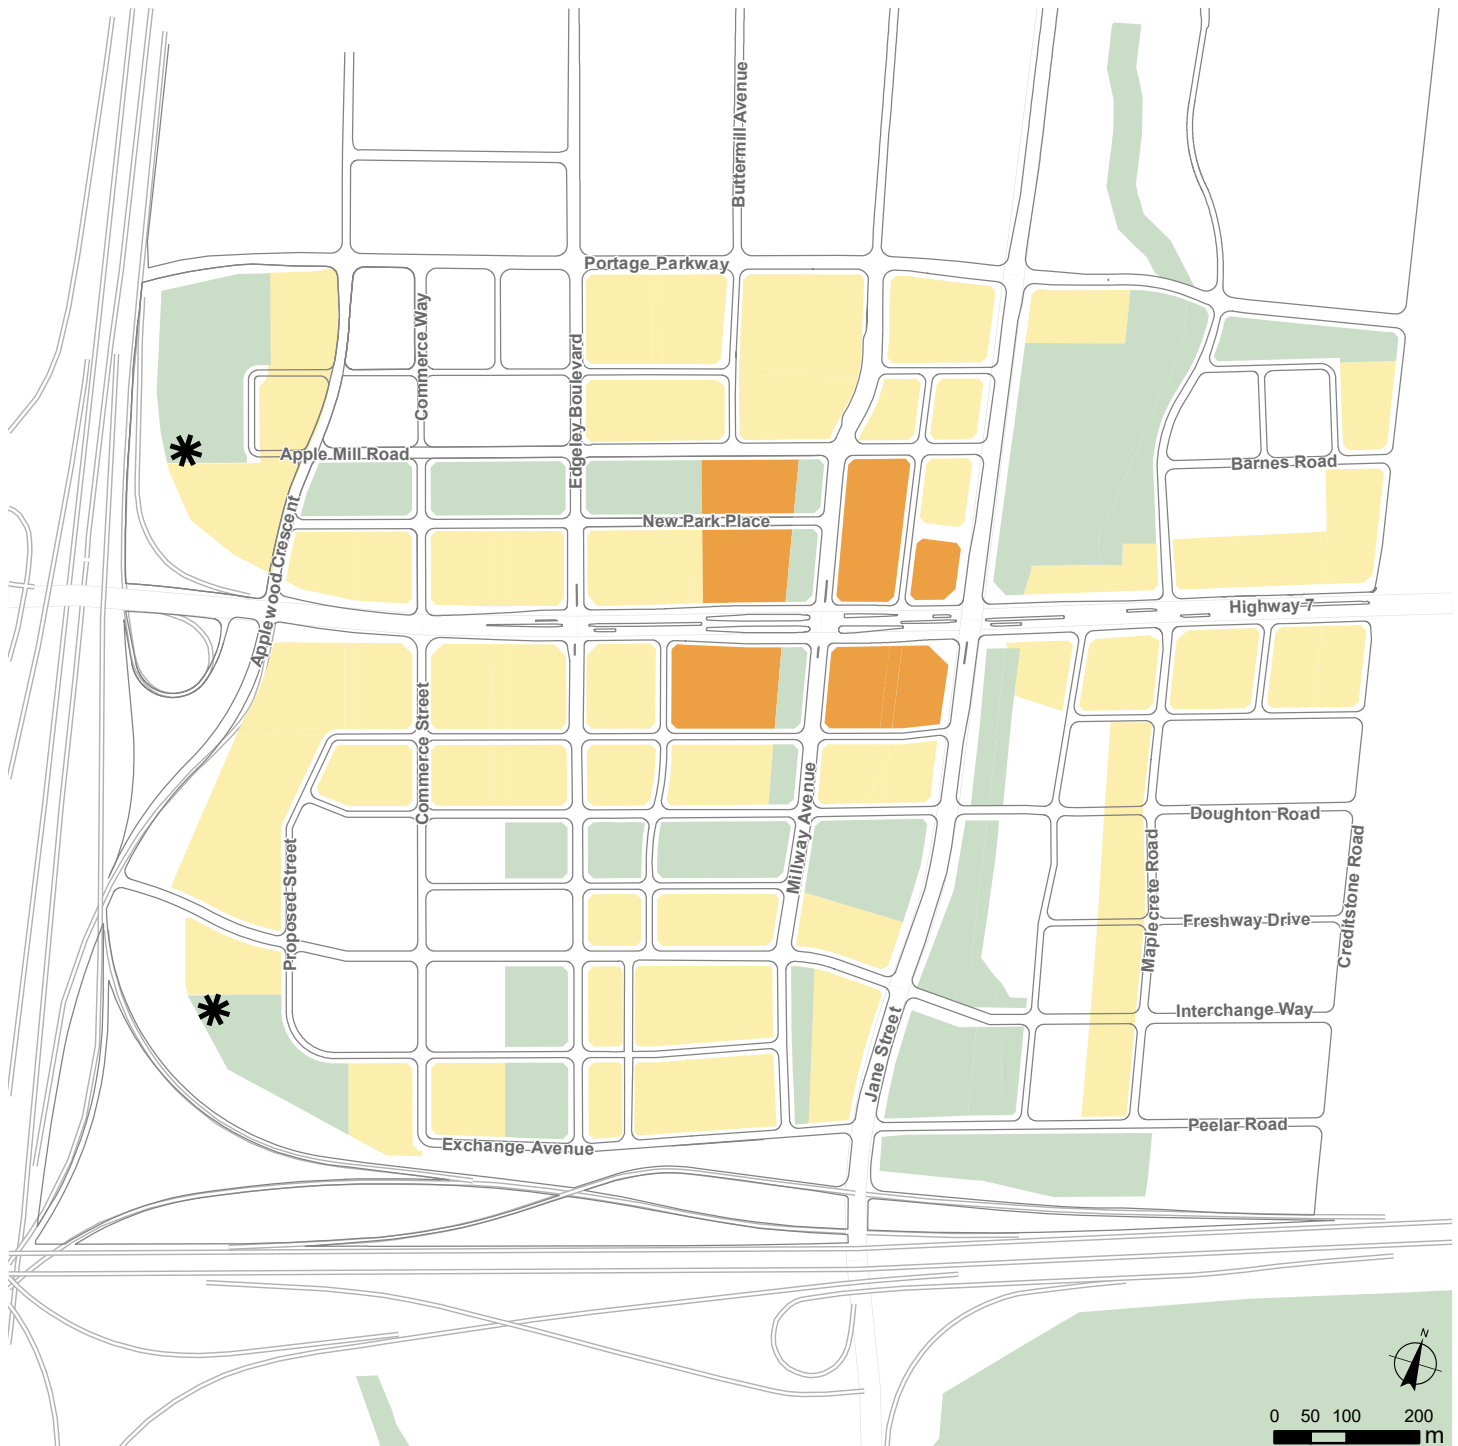 Buttermill Avenue
Portage Parkway
Commerce Way
Edgeley Boulevard
Apple Mill Road
Barnes Road
New Park Place
Applewood Crescent
Highway 7
Commerce Street
Millway Avenue
Doughton Road
Proposed Street
Maplecrete Road
Creditstone Road
Freshway Drive
Interchange Way
Jane Street
Peelar Road
Exchange Avenue
N
0 50 100 200
m